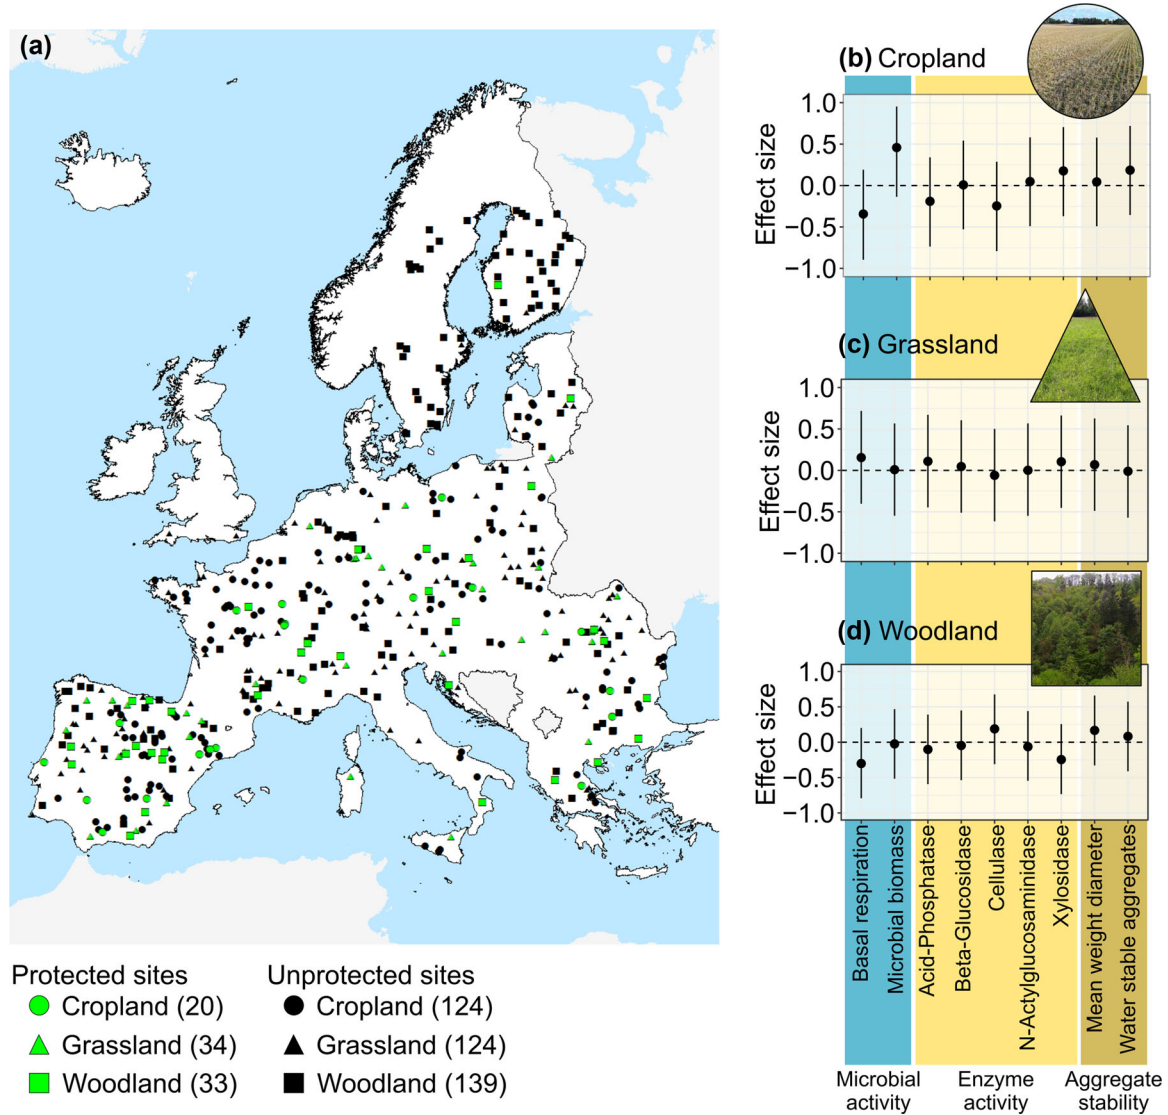 (a)
Protected sites
Cropland (20)
Grassland (34)
Woodland (33)
Unprotected sites
Cropland (124)
Grassland (124)
Woodland (139)
(b) Cropland
Effect size
1.0
0.5
0.0
−0.5
−1.0
(c) Grassland
Effect size
1.0
0.5
0.0
−0.5
−1.0
(d) Woodland
Effect size
1.0
0.5
0.0
−0.5
−1.0
Basal respiration
Microbial biomass
Acid-Phosphatase
Beta-Glucosidase
Cellulase
N-Actylglucosaminidase
Xylosidase
Mean weight diameter
Water stable aggregates
Microbial
activity
Enzyme
activity
Aggregate
stability